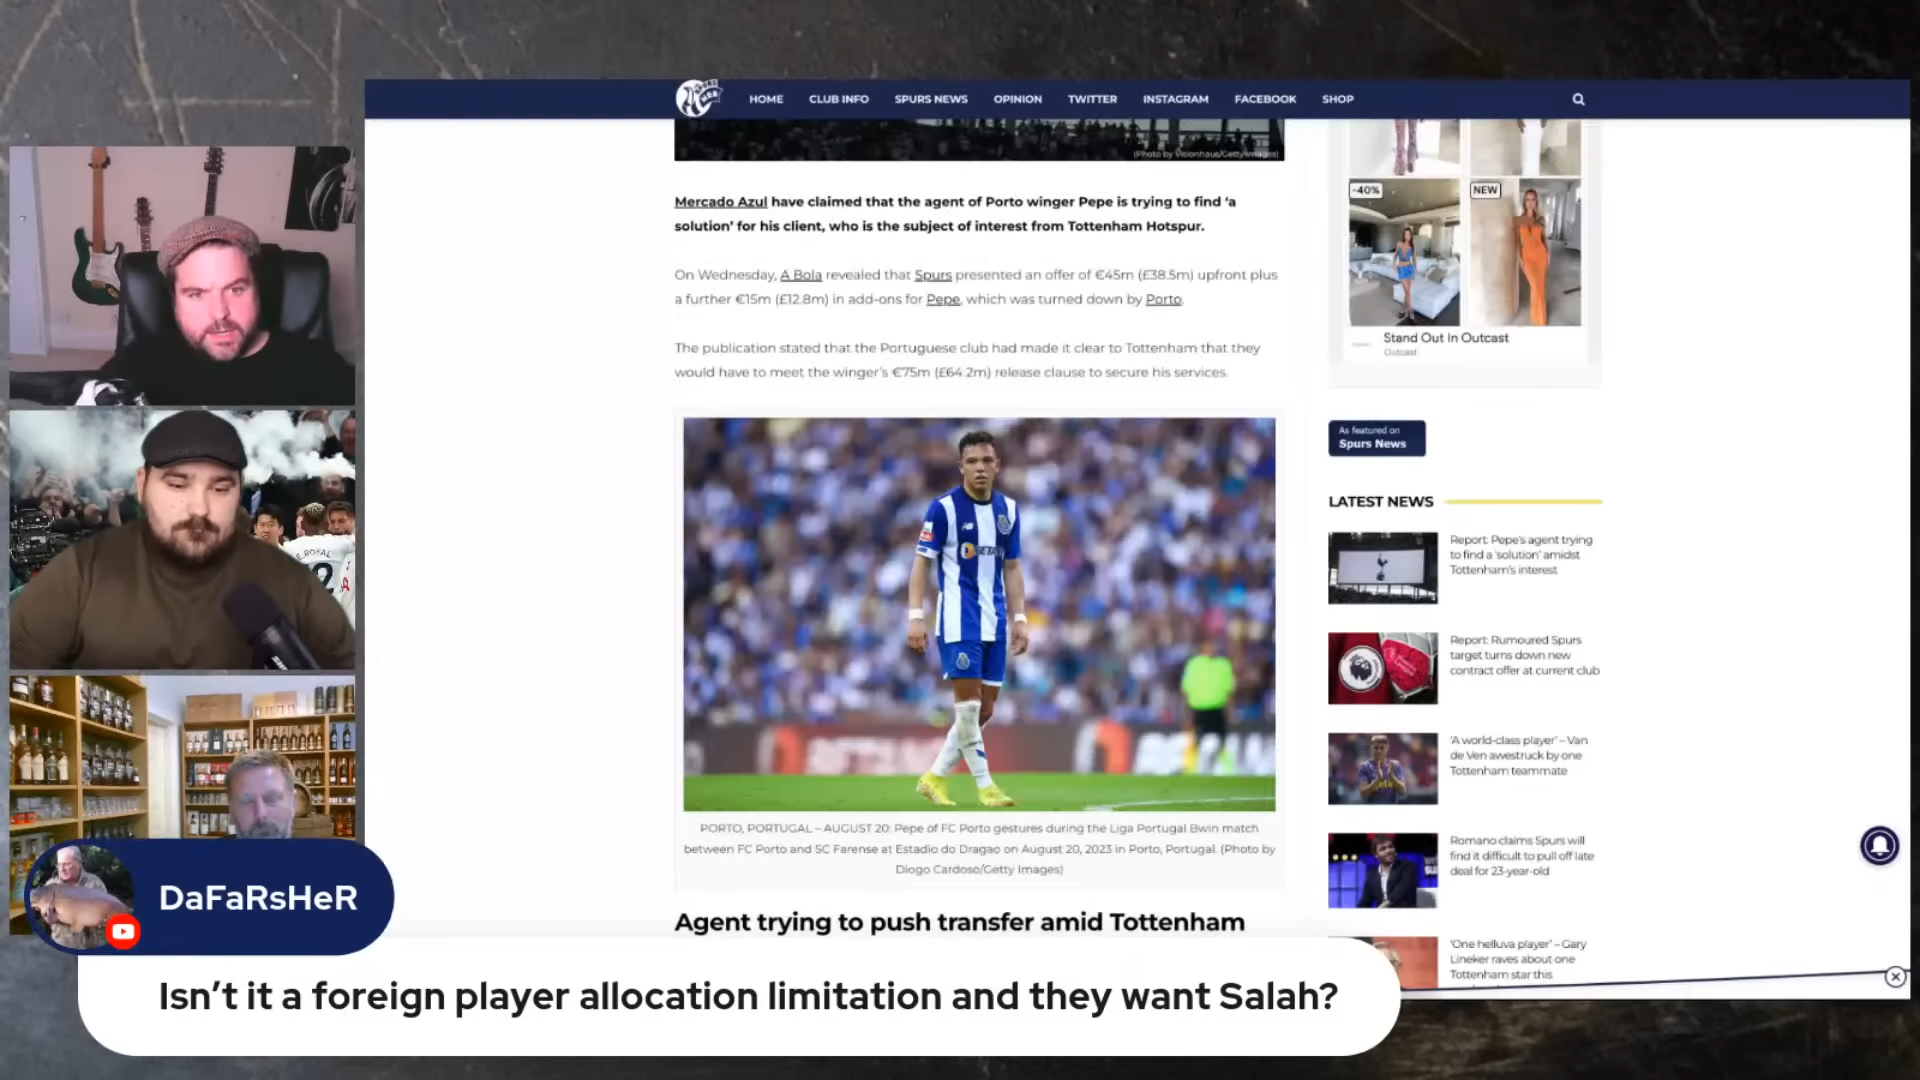 HOME CLUB INFO SPURS NEWS OPINION TWITTER INSTAGRAM FACEBOOK SHOP
(Photo by Visionhaus/Getty Images)
Mercado Azul have claimed that the agent of Porto winger Pepe is trying to find ‘a
solution’ for his client, who is the subject of interest from Tottenham Hotspur.
On Wednesday, A Bola revealed that Spurs presented an offer of €45m (£38.5m) upfront plus
a further €15m (£12.8m) in add-ons for Pepe, which was turned down by Porto.
The publication stated that the Portuguese club had made it clear to Tottenham that they
would have to meet the winger’s €75m (£64.2m) release clause to secure his services.
PORTO, PORTUGAL – AUGUST 20: Pepe of FC Porto gestures during the Liga Portugal Bwin match
between FC Porto and SC Farense at Estadio do Dragao on August 20, 2023 in Porto, Portugal. (Photo by
Diogo Cardoso/Getty Images)
Agent trying to push transfer amid Tottenham
-40%
NEW
Stand Out In Outcast
Outcast
As featured on
Spurs News
LATEST NEWS
Report: Pepe’s agent trying
to find a ‘solution’ amidst
Tottenham’s interest
Report: Rumoured Spurs
target turns down new
contract offer at current club
‘A world-class player’ – Van
de Ven awestruck by one
Tottenham teammate
Romano claims Spurs will
find it difficult to pull off late
deal for 23-year-old
‘One helluva player’ – Gary
Lineker raves about one
Tottenham star this
E. ROYAL
DaFaRsHeR
Isn’t it a foreign player allocation limitation and they want Salah?